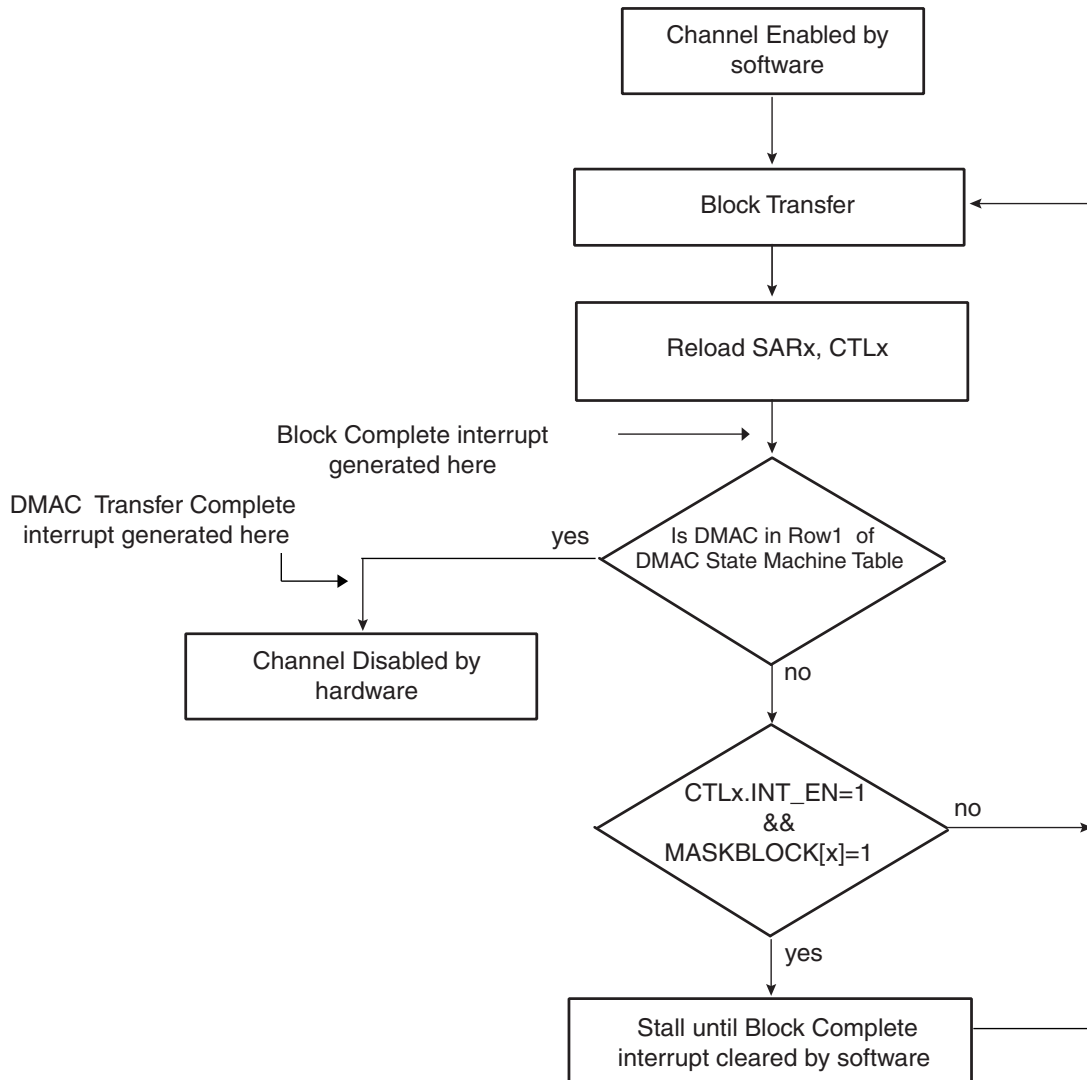 Channel Enabled by
software
Block Transfer
Reload SARx, CTLx
Block Complete interrupt
generated here
DMAC Transfer Complete
interrupt generated here
yes
Is DMAC in Row1 of
DMAC State Machine Table
Channel Disabled by
hardware
no
CTLx.INT_EN=1
&&
MASKBLOCK[x]=1
no
yes
Stall until Block Complete
interrupt cleared by software